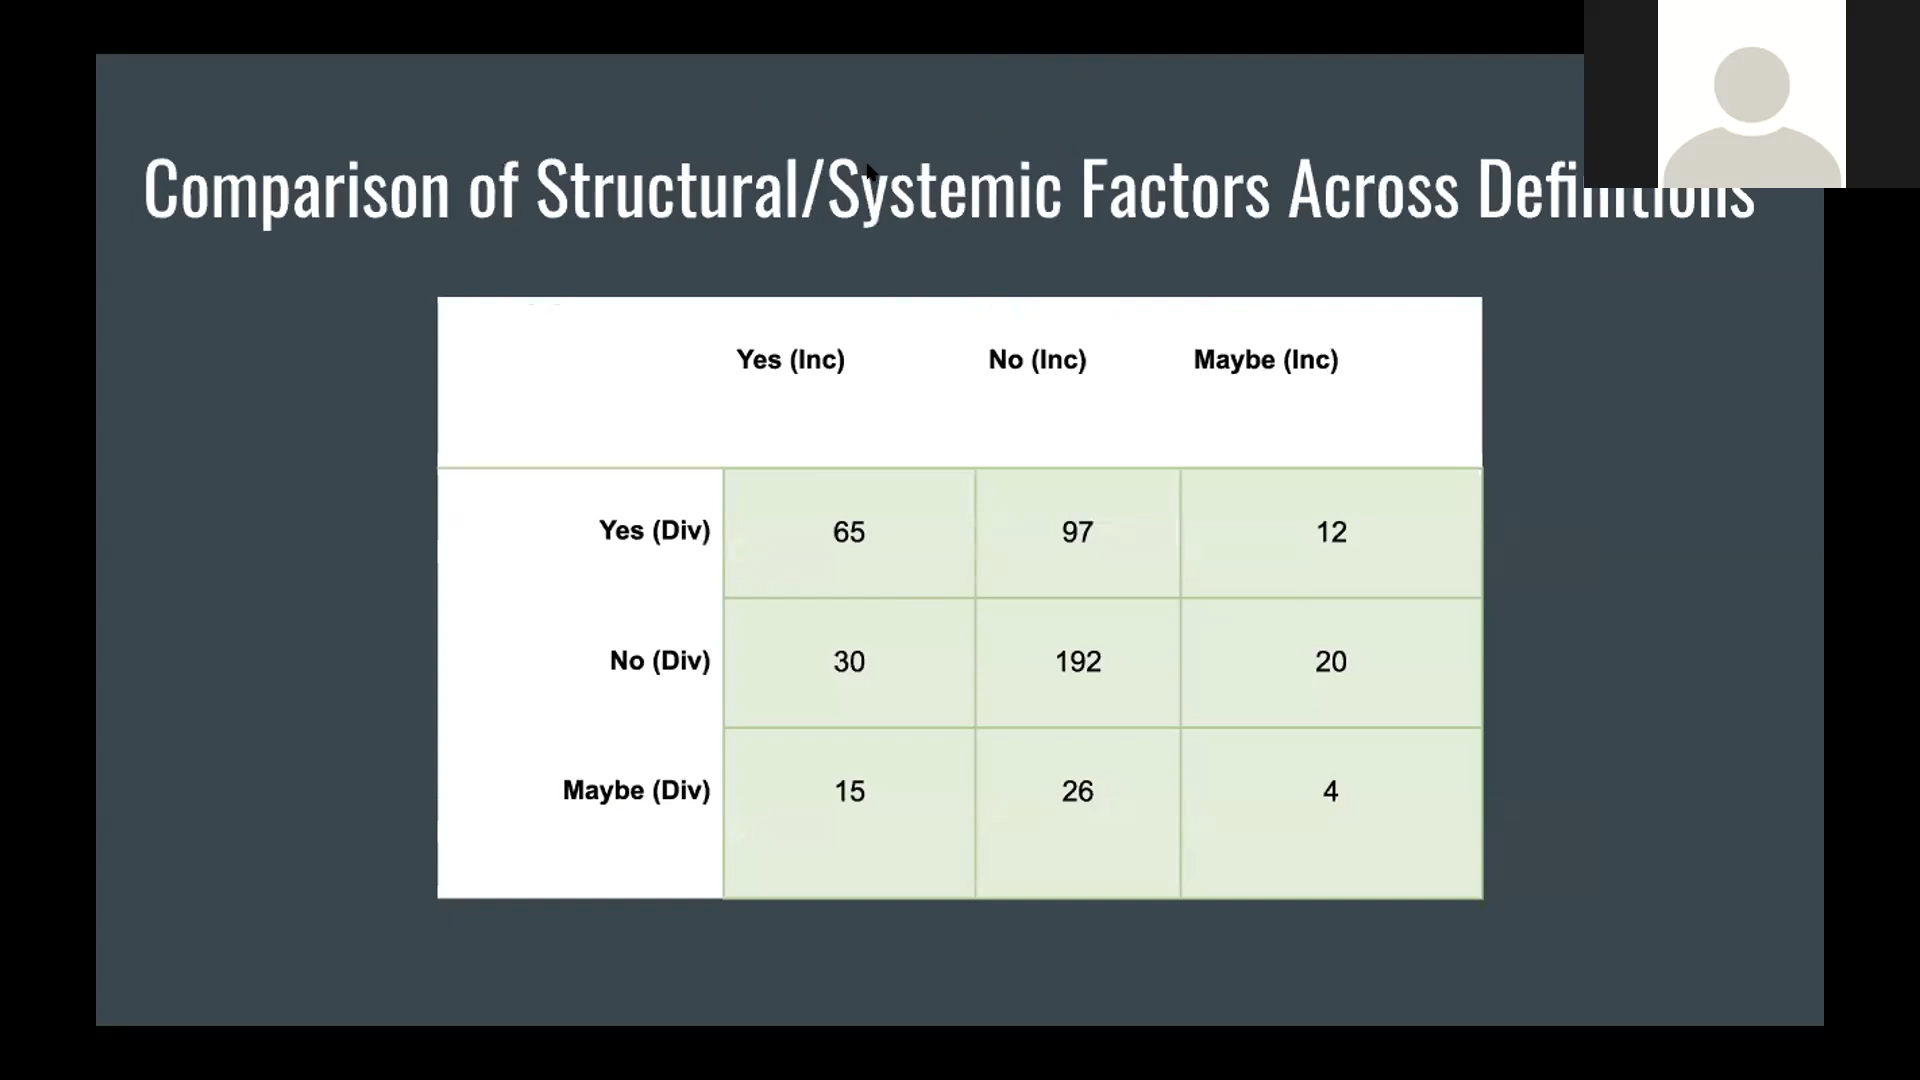 Comparison of Structural/Systemic Factors Across Definitions
Yes (Inc) No (Inc) Maybe (Inc)
Yes (Div) 65 97 12
No (Div) 30 192 20
Maybe (Div) 15 26 4